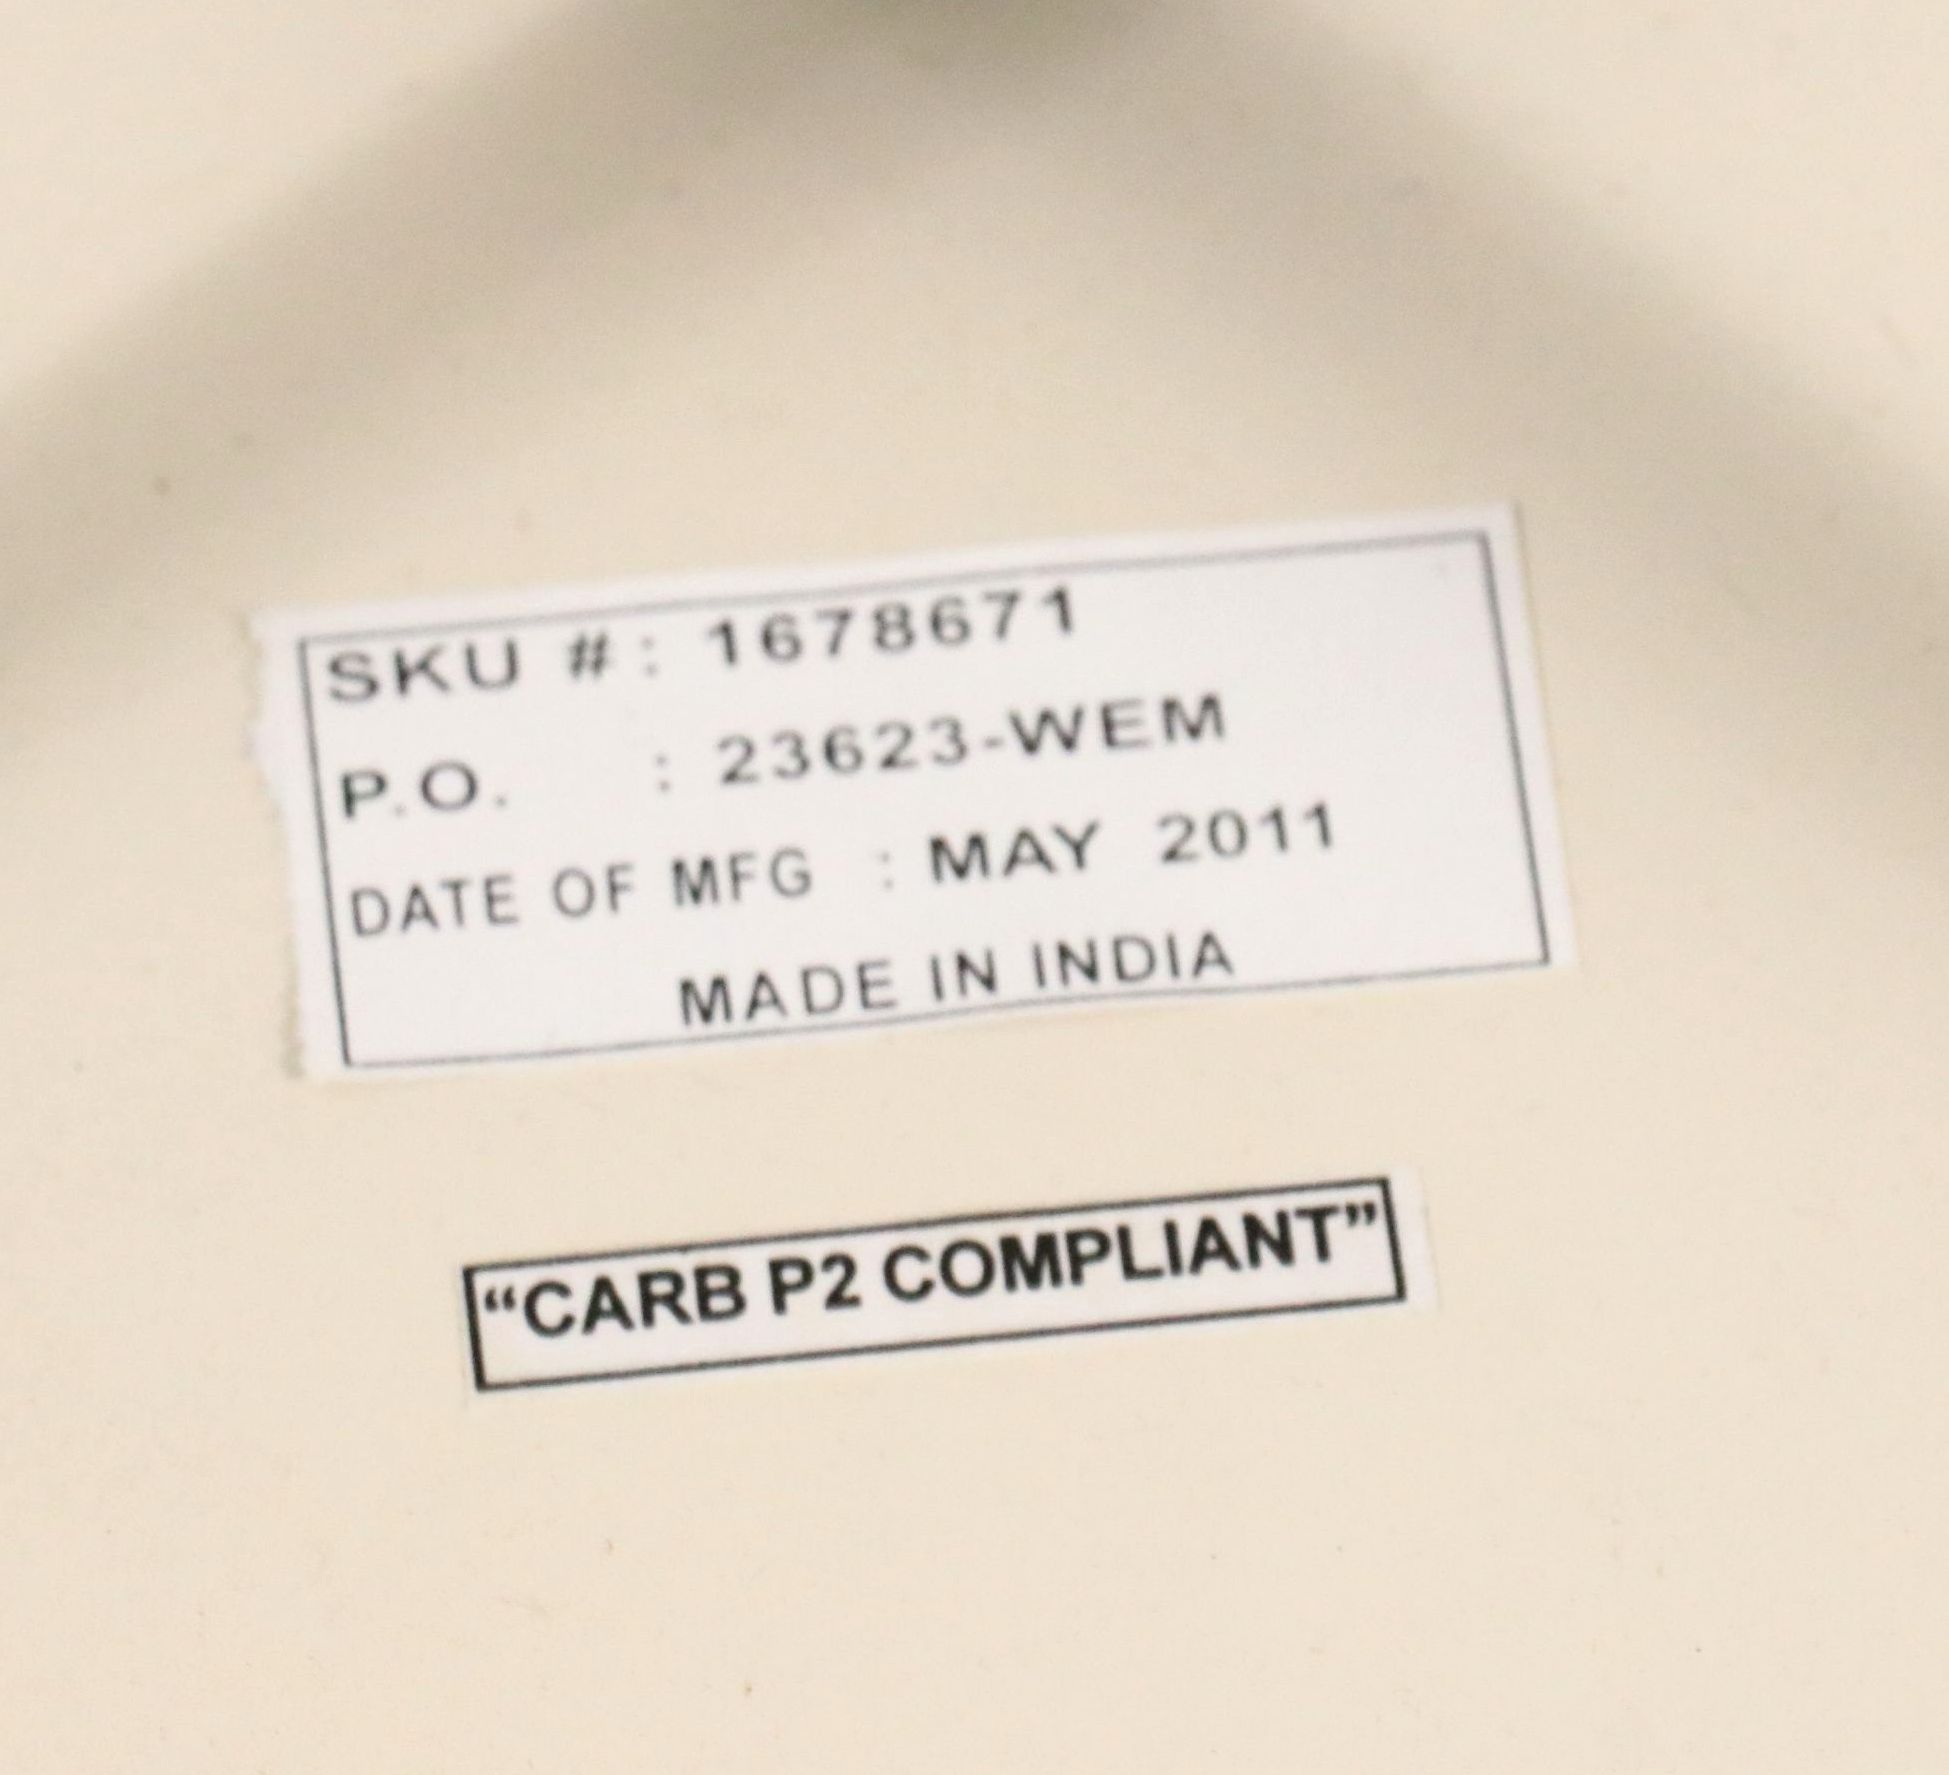 SKU #: 1678671
P.O. : 23623-WEM
DATE OF MFG : MAY 2011
MADE IN INDIA
“CARB P2 COMPLIANT”